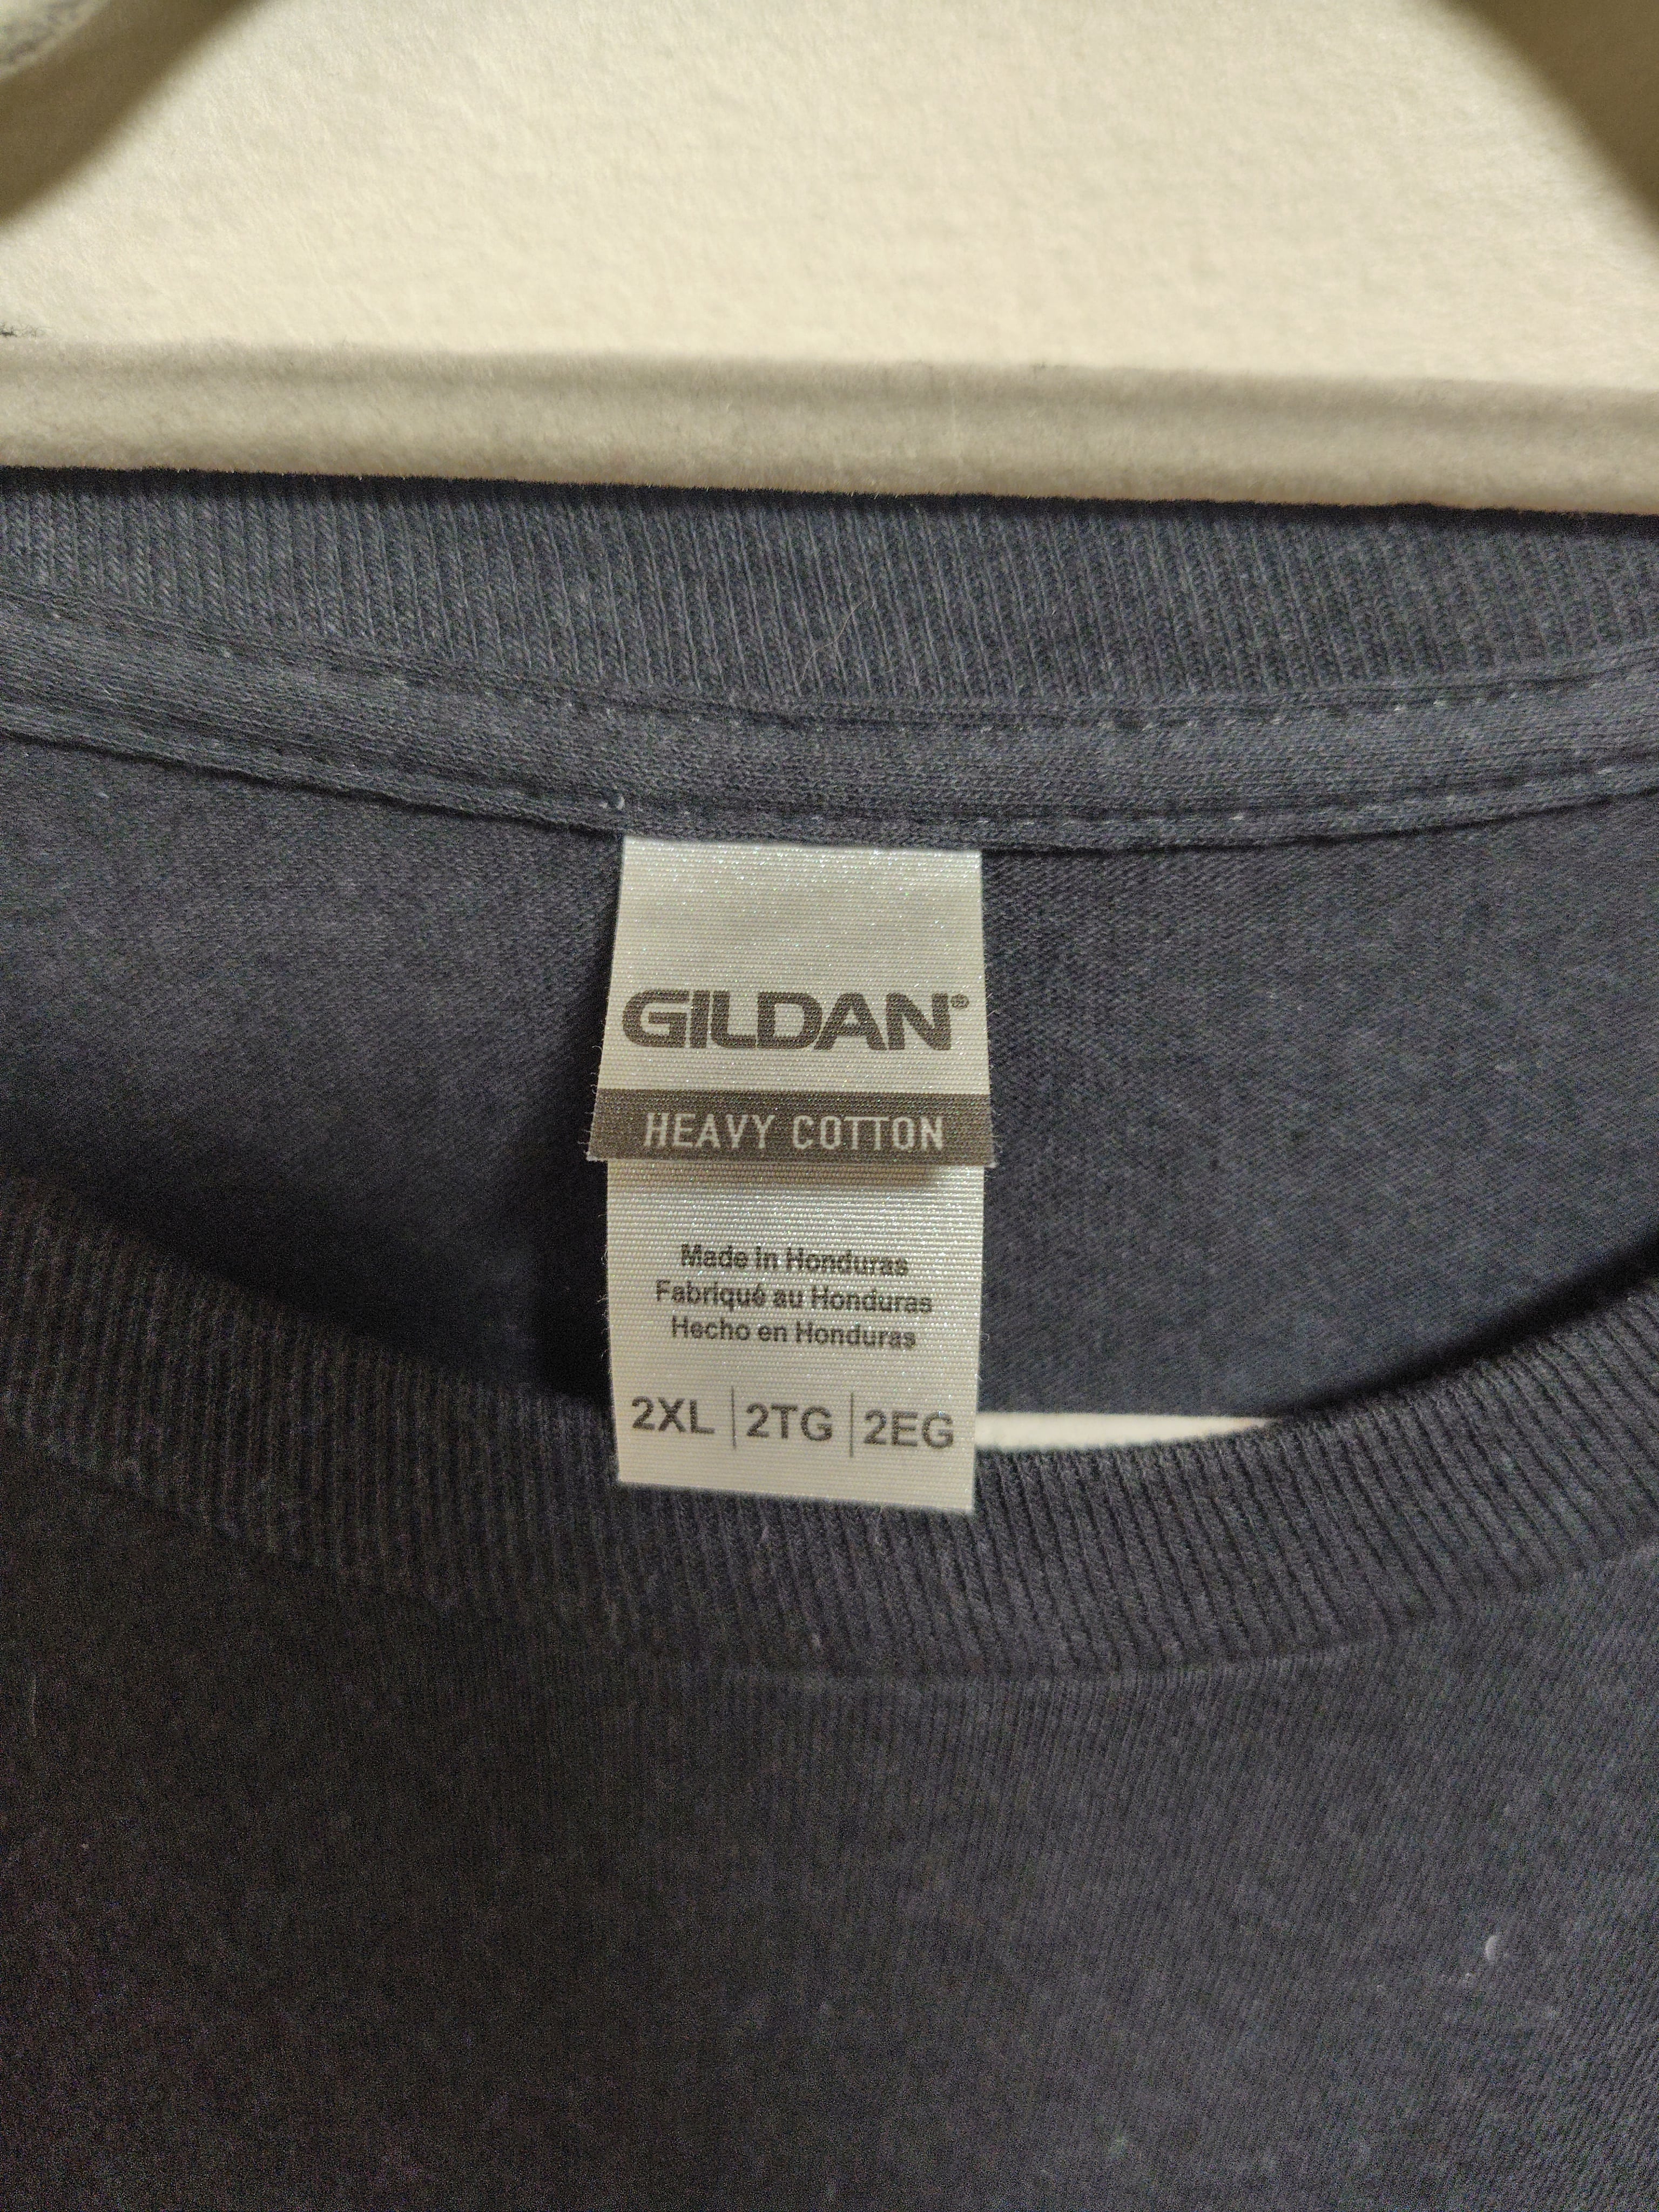 GILDAN®
HEAVY COTTON
Made in Honduras
Fabriqué au Honduras
Hecho en Honduras
2XL | 2TG | 2EG